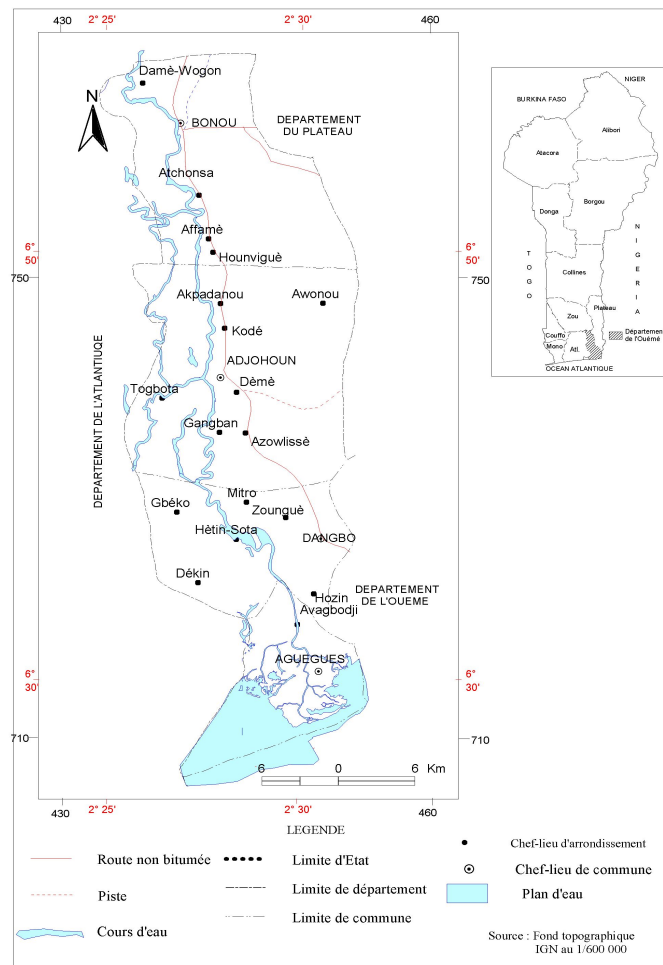 430
2° 25'
2° 30'
460
Damè-Wogon
N
BONOU
DEPARTEMENT
DU PLATEAU
Atchonsa
Affamè
Hounviguè
6°
50'
6°
50'
750
750
Akpadanou
Awonou
Kodé
ADJOHOUN
Dèmè
Togbota
DEPARTEMENT DE L'ATLANTIUQE
Gangban
Azowlissè
Mitro
Gbéko
Zounguè
Hètin-Sota
DANGBO
Dékin
DEPARTEMENT
DE L'OUEME
Hozin
Avagbodji
AGUEGUES
6°
30'
6°
30'
710
710
6
0
6
Km
430
2° 25'
2° 30'
460
NIGER
BURKINA FASO
Alibori
Atacora
Donga
Borgou
TOGO
NIGERIA
Collines
Plateau
Zou
Couffo
Mono
Atl.
Département
de l'Ouémé
OCEAN ATLANTIQUE
LEGENDE
Route non bitumée
Limite d'Etat
Chef-lieu d'arrondissement
Chef-lieu de commune
Piste
Limite de département
Plan d'eau
Limite de commune
Cours d'eau
Source : Fond topographique
IGN au 1/600 000